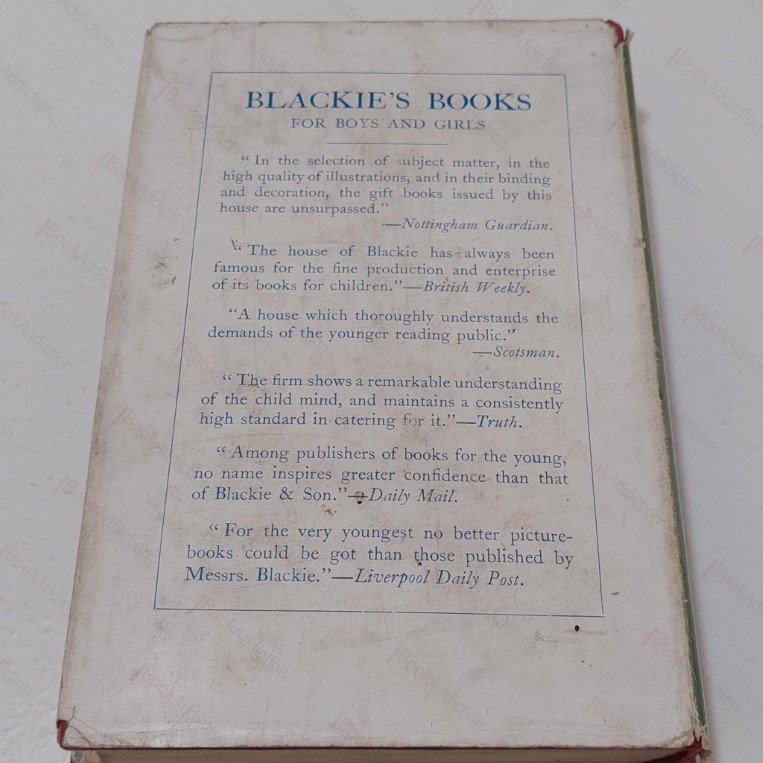 BLACKIE'S BOOKS
FOR BOYS AND GIRLS
"In the selection of subject matter, in the
high quality of illustrations, and in their binding
and decoration, the gift books issued by this
house are unsurpassed."
—Nottingham Guardian.
"The house of Blackie has always been
famous for the fine production and enterprise
of its books for children."—British Weekly.
"A house which thoroughly understands the
demands of the younger reading public."
—Scotsman.
"The firm shows a remarkable understanding
of the child mind, and maintains a consistently
high standard in catering for it."—Truth.
"Among publishers of books for the young,
no name inspires greater confidence than that
of Blackie & Son."—Daily Mail.
"For the very youngest no better picture-
books could be got than those published by
Messrs. Blackie."—Liverpool Daily Post.
BookAddiction